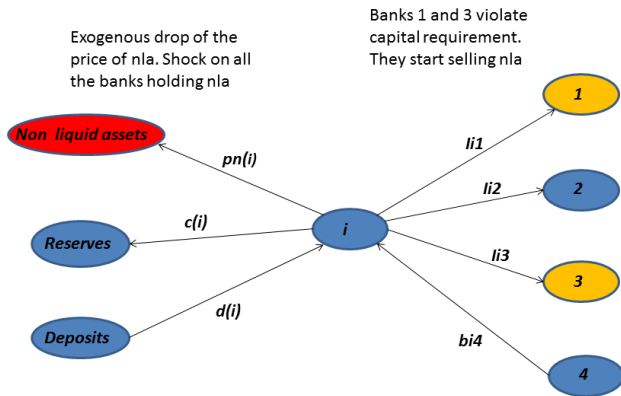 Exogenous drop of the
price of nla. Shock on all
the banks holding nla
Banks 1 and 3 violate
capital requirement.
They start selling nla
Non liquid assets
pn(i)
Reserves
c(i)
Deposits
d(i)
i
li1
1
li2
2
li3
3
bi4
4